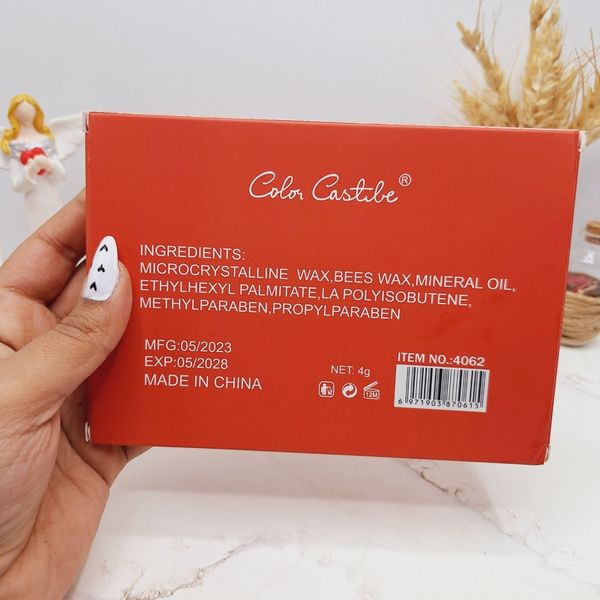 Color Castibe®
INGREDIENTS:
MICROCRYSTALLINE WAX,BEES WAX,MINERAL OIL,
ETHYLHEXYL PALMITATE,LA POLYISOBUTENE,
METHYLPARABEN,PROPYLPARABEN
MFG:05/2023
EXP:05/2028
MADE IN CHINA
NET: 4g
12M
ITEM NO.:4062
6 971903 870615